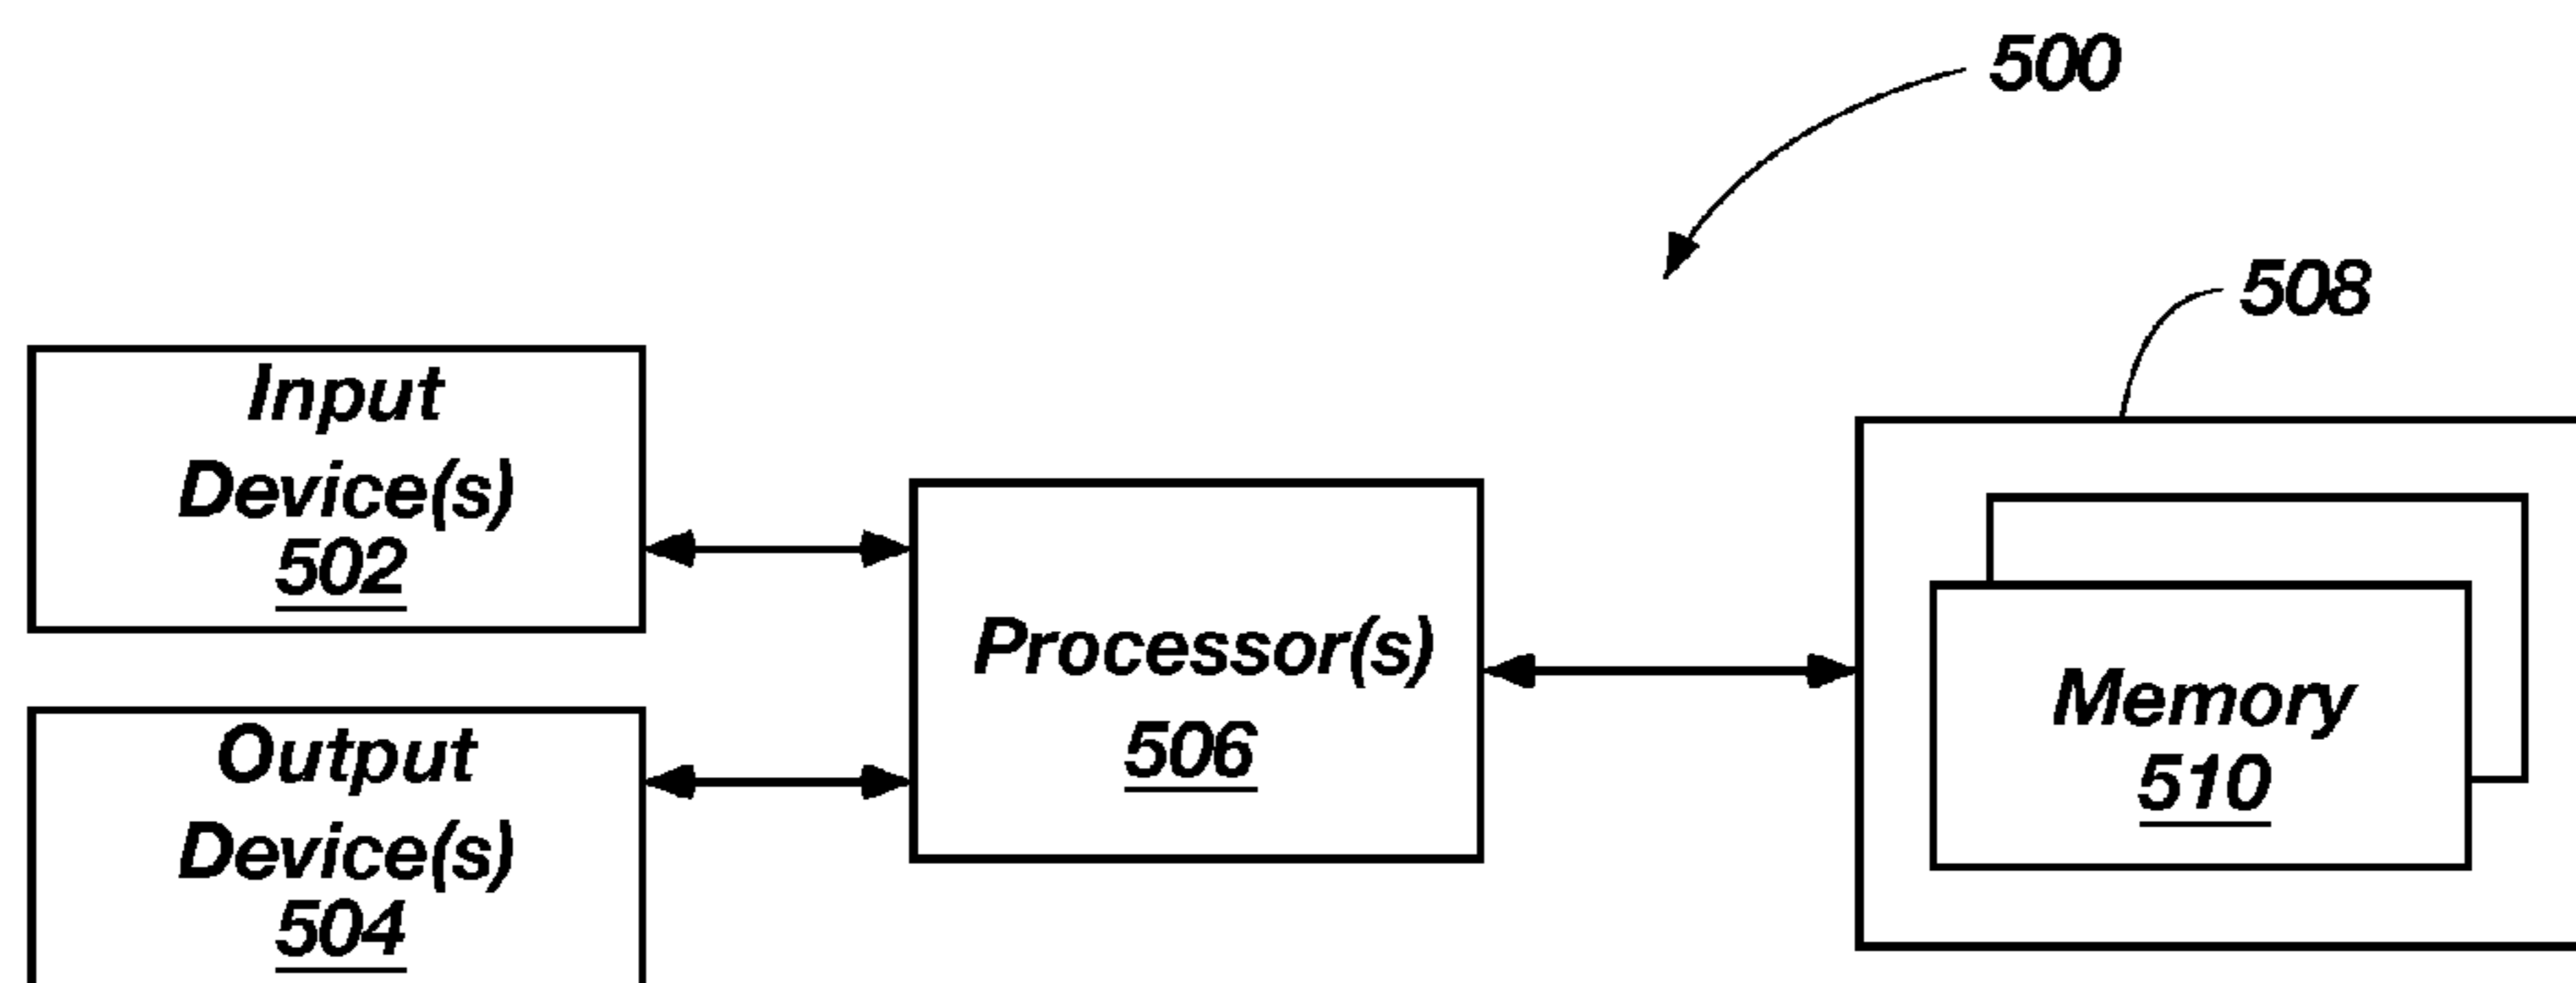 500
508
Input
Device(s)
502
Output
Device(s)
504
Processor(s)
506
Memory
510